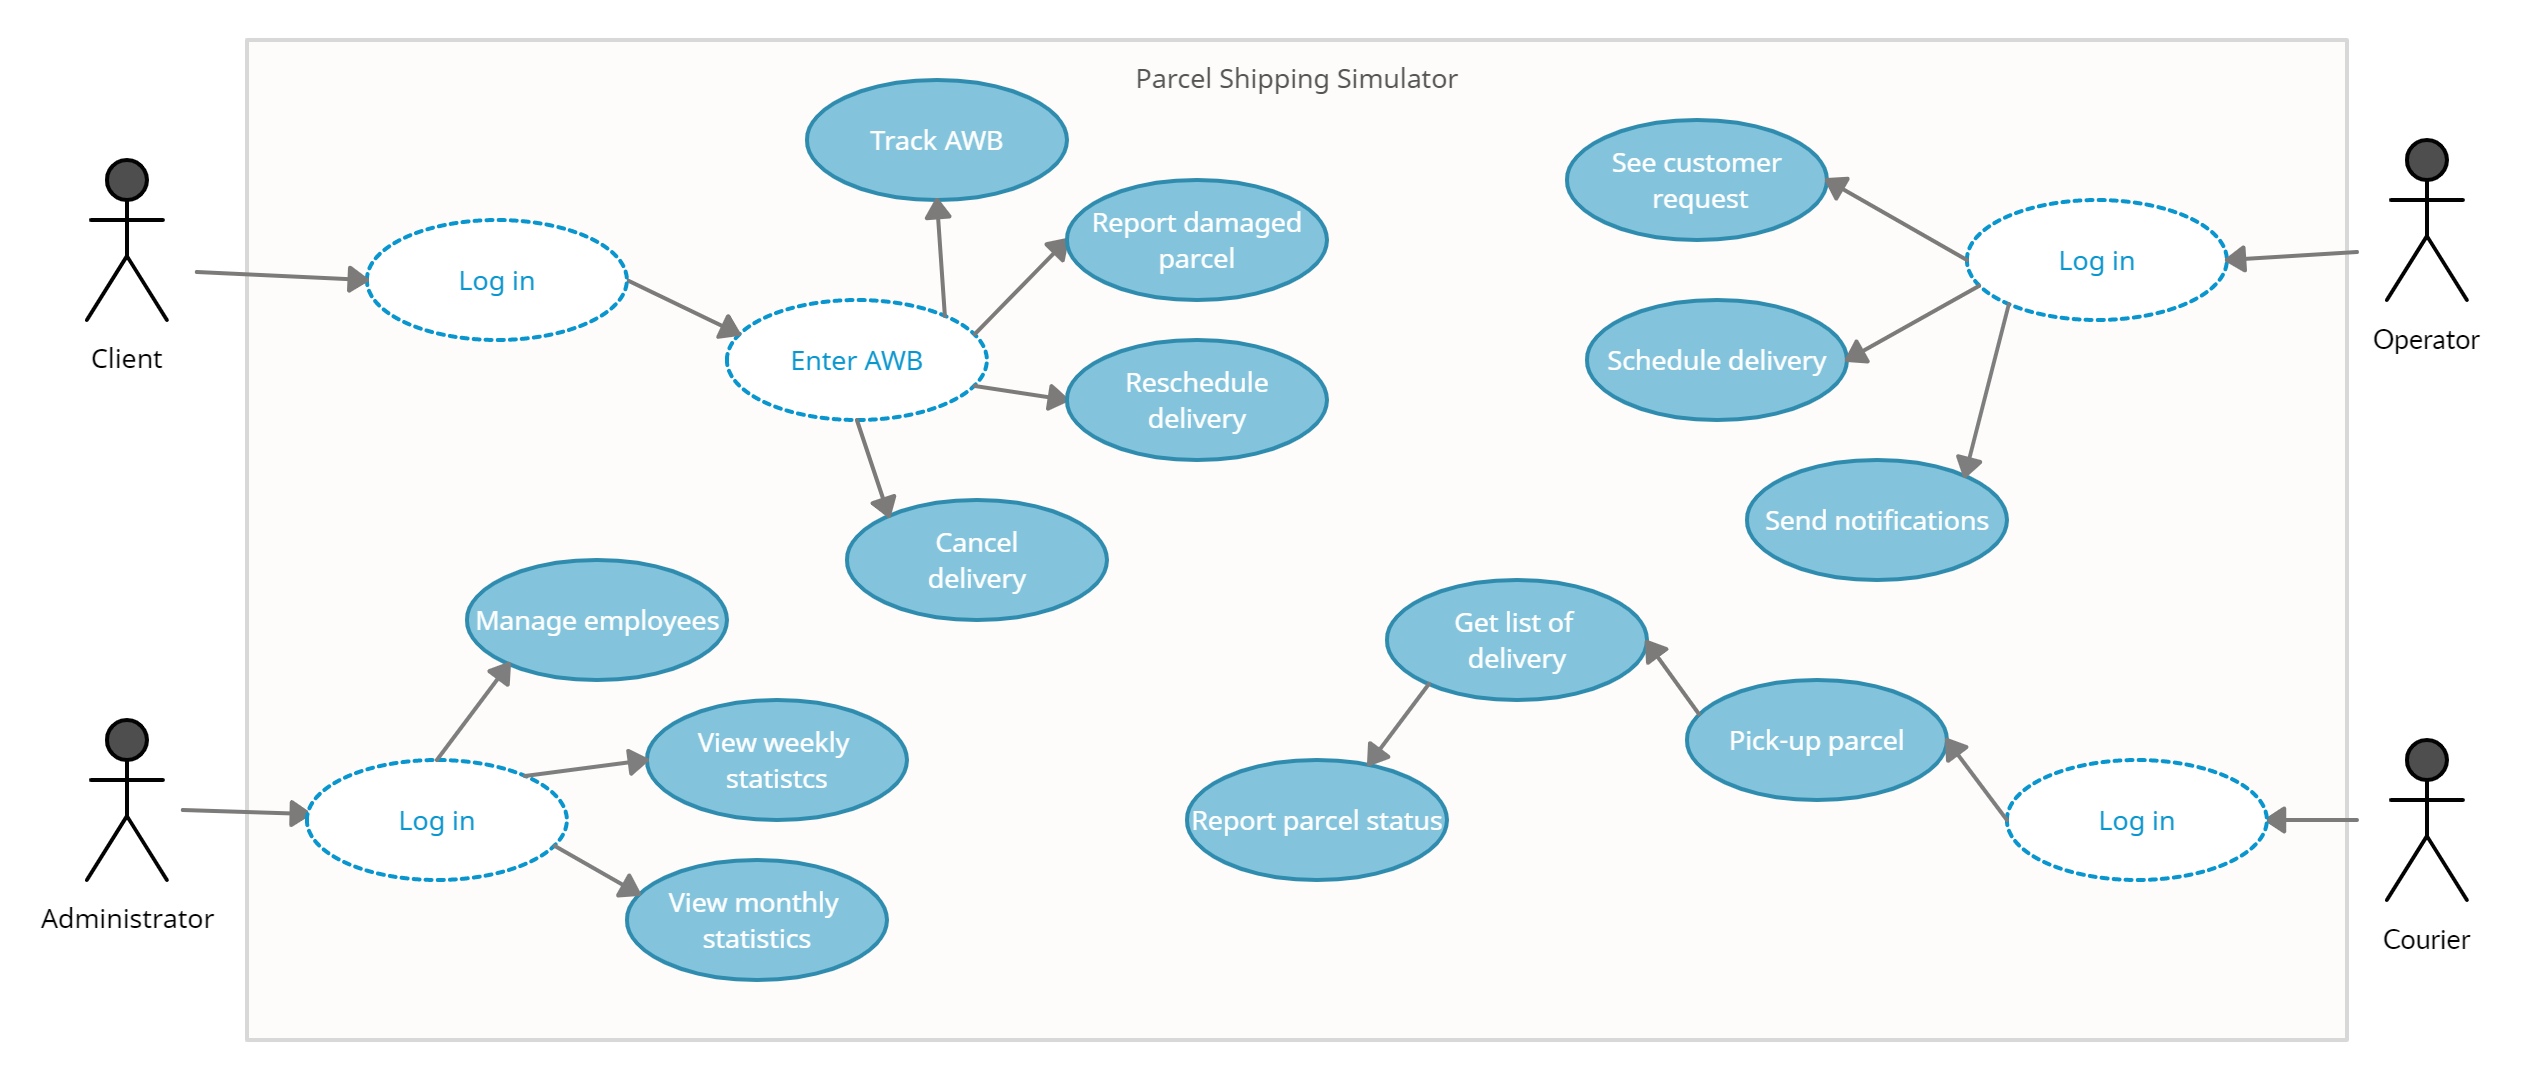 Parcel Shipping Simulator
Track AWB
See customer
request
Report damaged
parcel
Log in
Log in
Client
Enter AWB
Reschedule
delivery
Schedule delivery
Operator
Cancel
delivery
Send notifications
Manage employees
Get list of
delivery
View weekly
statistcs
Pick-up parcel
Log in
Report parcel status
Log in
Administrator
View monthly
statistics
Courier